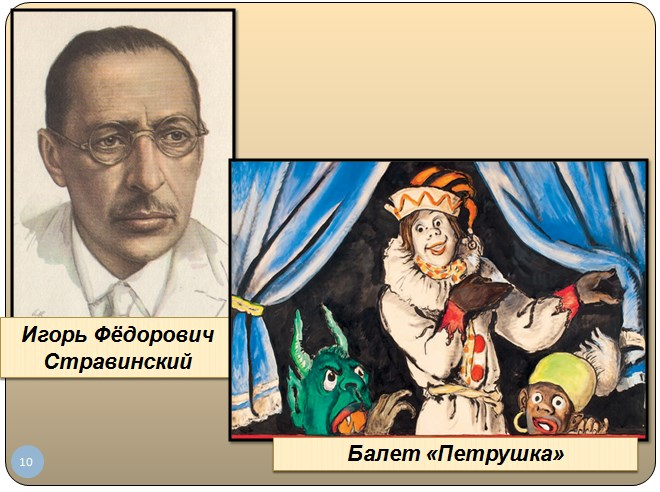 Игорь Фёдорович
Стравинский
Балет «Петрушка»
10